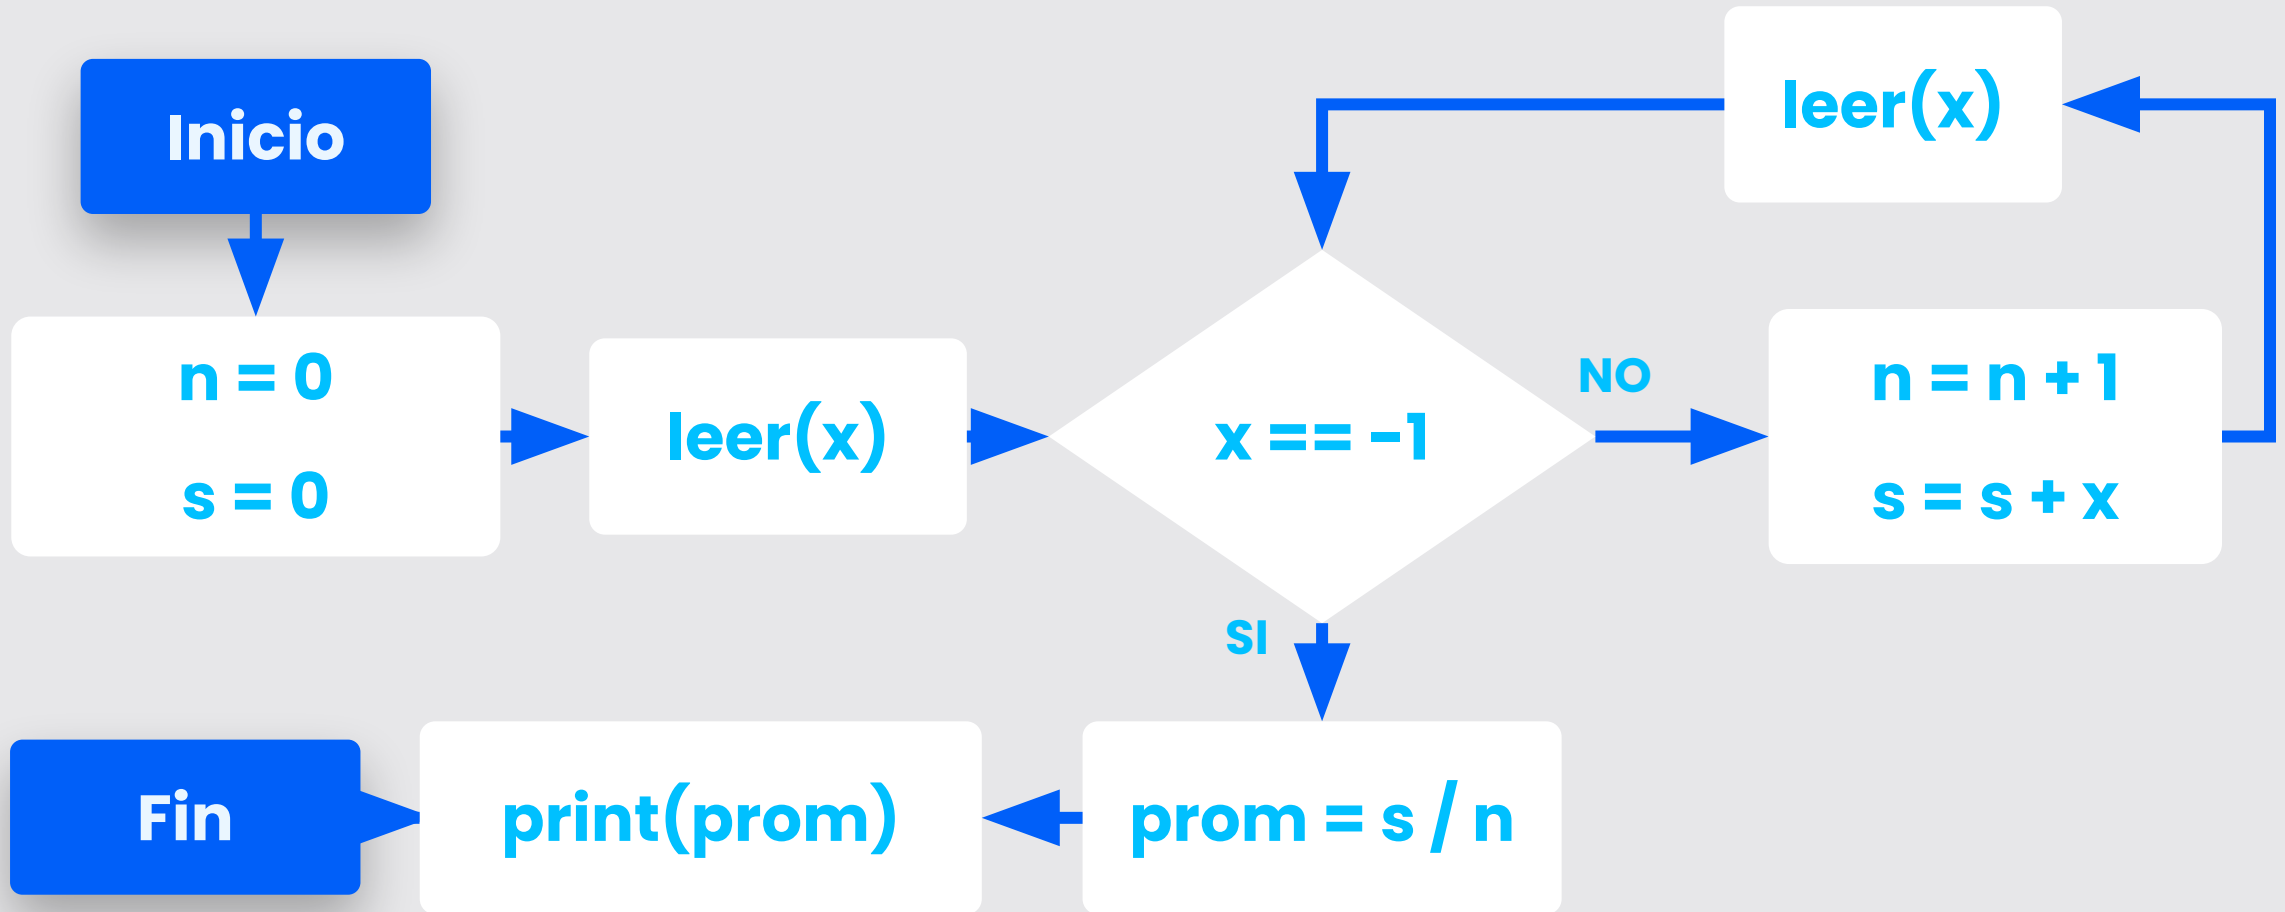 Inicio
n = 0
s = 0
leer(x)
x == -1
NO
n = n + 1
s = s + x
leer(x)
SI
prom = s / n
print(prom)
Fin